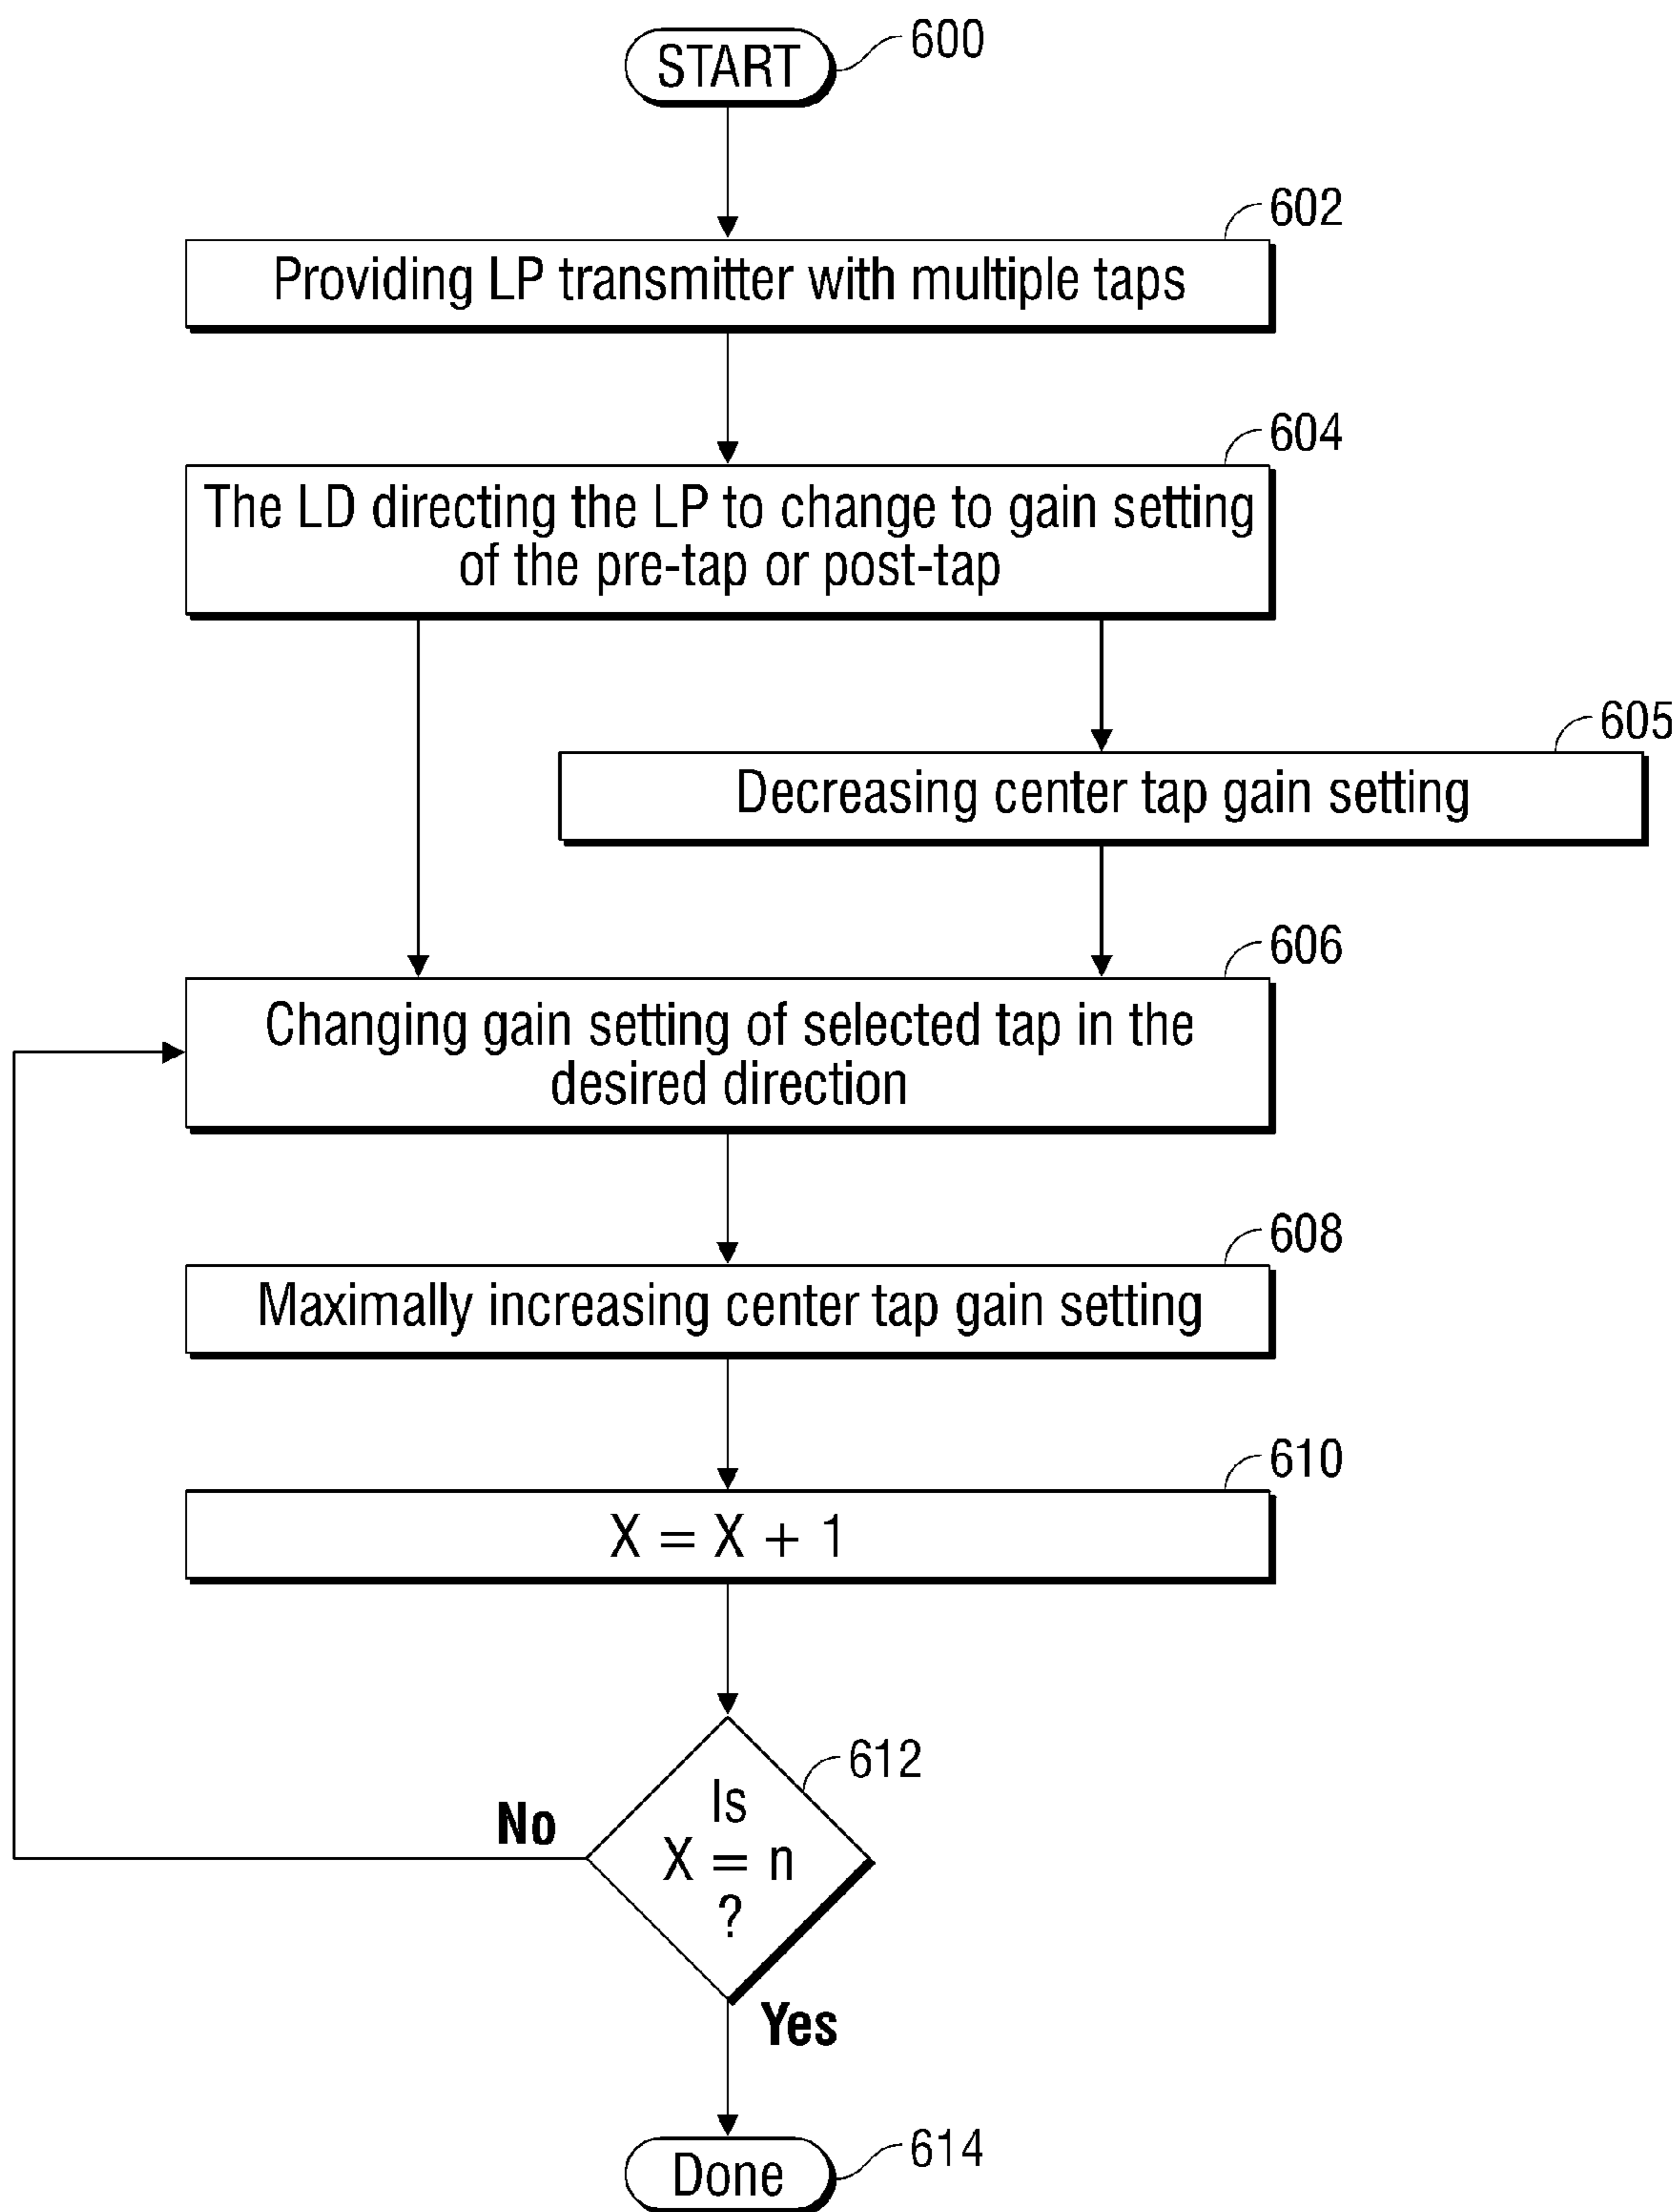 START
600
602
Providing LP transmitter with multiple taps
604
The LD directing the LP to change to gain setting
of the pre-tap or post-tap
605
Decreasing center tap gain setting
606
Changing gain setting of selected tap in the
desired direction
608
Maximally increasing center tap gain setting
610
X = X + 1
612
Is
X = n
?
No
Yes
Done
614